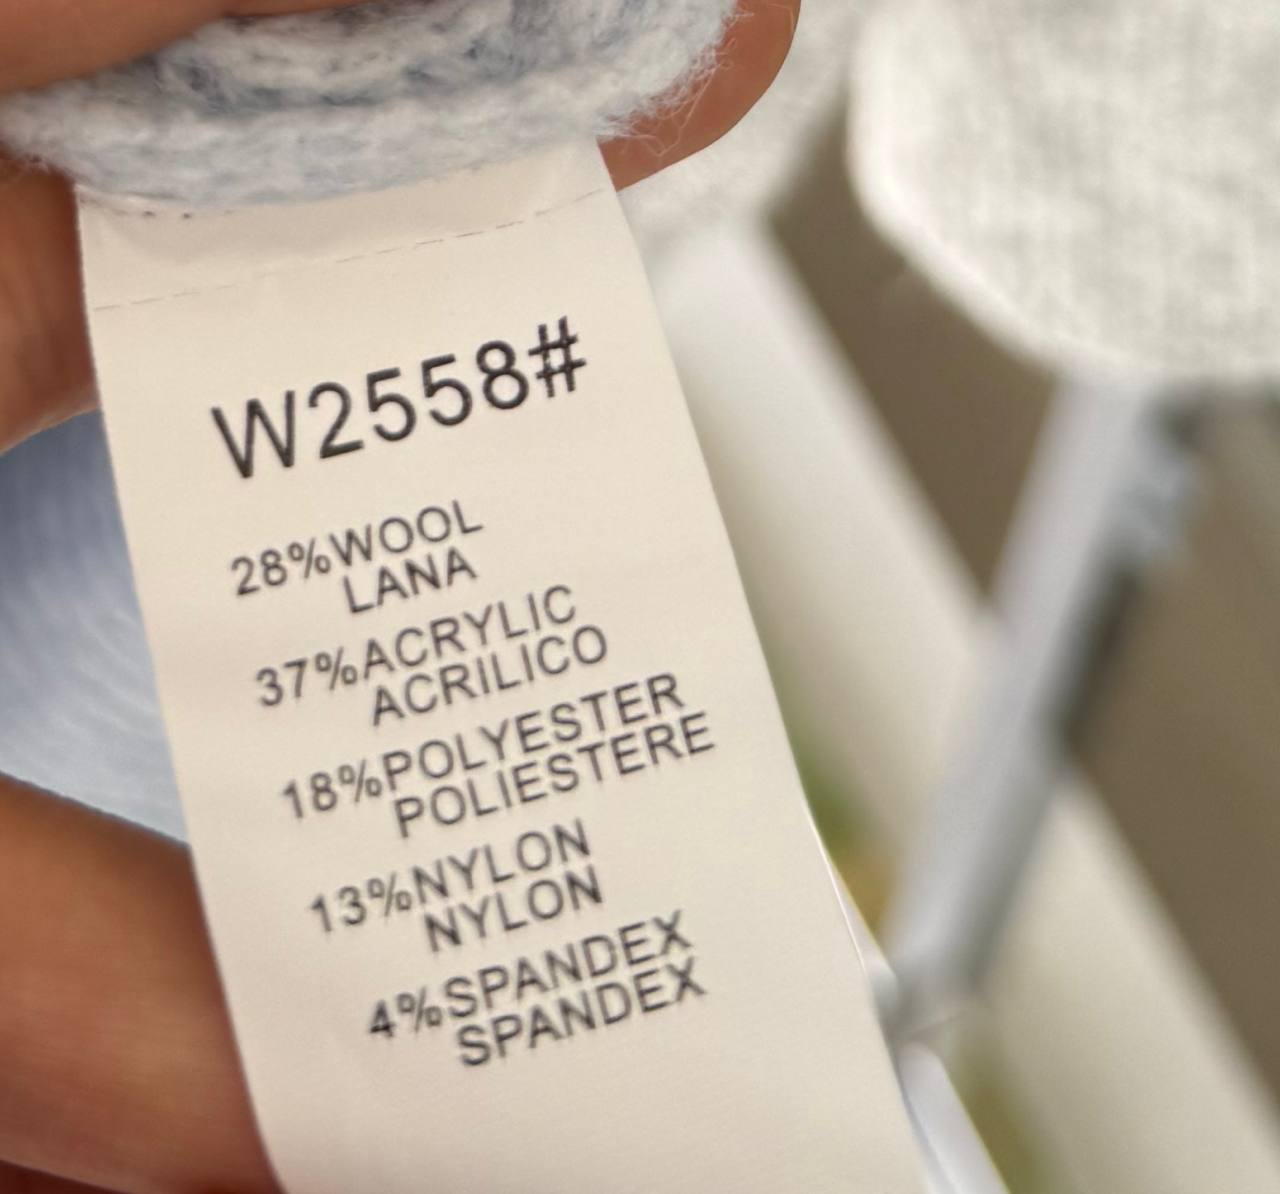 W2558#
28%WOOL
LANA
37%ACRYLIC
ACRILICO
18%POLYESTER
POLIESTERE
13%NYLON
NYLON
4%SPANDEX
SPANDEX